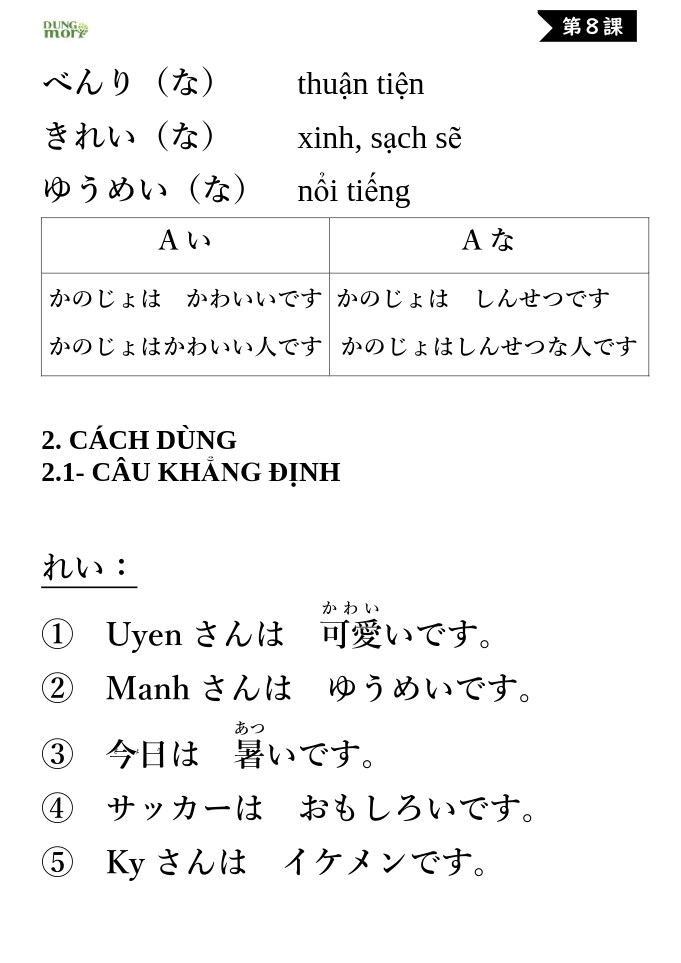 DUNG
mori
第8課
べんり（な） thuận tiện
きれい（な） xinh, sạch sẽ
ゆうめい（な） nổi tiếng
A い A な
かのじょは　かわいいです かのじょは　しんせつです
かのじょはかわいい人です かのじょはしんせつな人です
2. CÁCH DÙNG
2.1- CÂU KHẲNG ĐỊNH
れい：
かわい
① Uyen さんは　可愛いです。
② Manh さんは　ゆうめいです。
あつ
③ 今日は　暑いです。
④ サッカーは　おもしろいです。
⑤ Ky さんは　イケメンです。